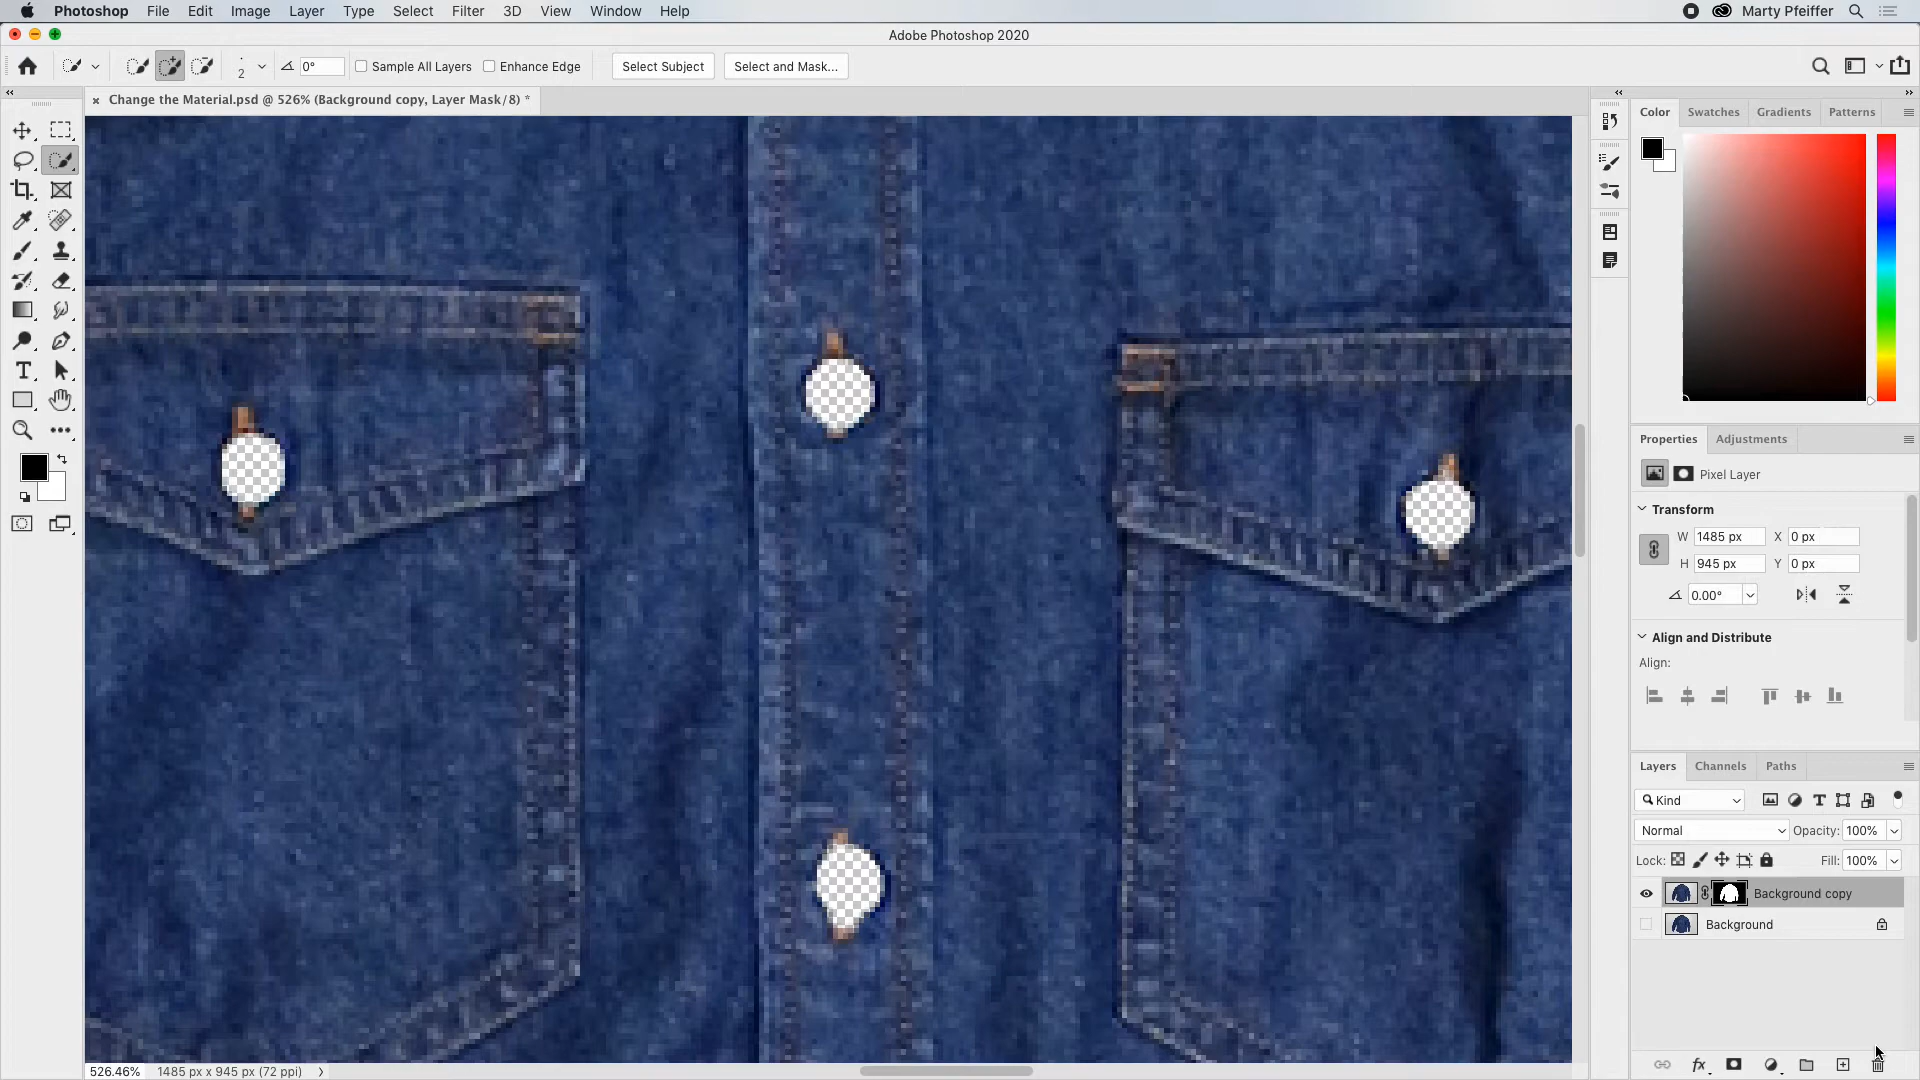 Photoshop File Edit Image Layer Type Select Filter 3D View Window Help Marty Pfeiffer
Adobe Photoshop 2020
2 0° Sample All Layers Enhance Edge Select Subject Select and Mask...
Change the Material.psd @ 526% (Background copy, Layer Mask/8) *
Color Swatches Gradients Patterns
Properties Adjustments
Pixel Layer
Transform
W 1485 px X 0 px
H 945 px Y 0 px
0.00°
Align and Distribute
Align:
Layers Channels Paths
Kind
Normal Opacity: 100%
Lock: Fill: 100%
Background copy
Background
fx
526.46% 1485 px x 945 px (72 ppi)